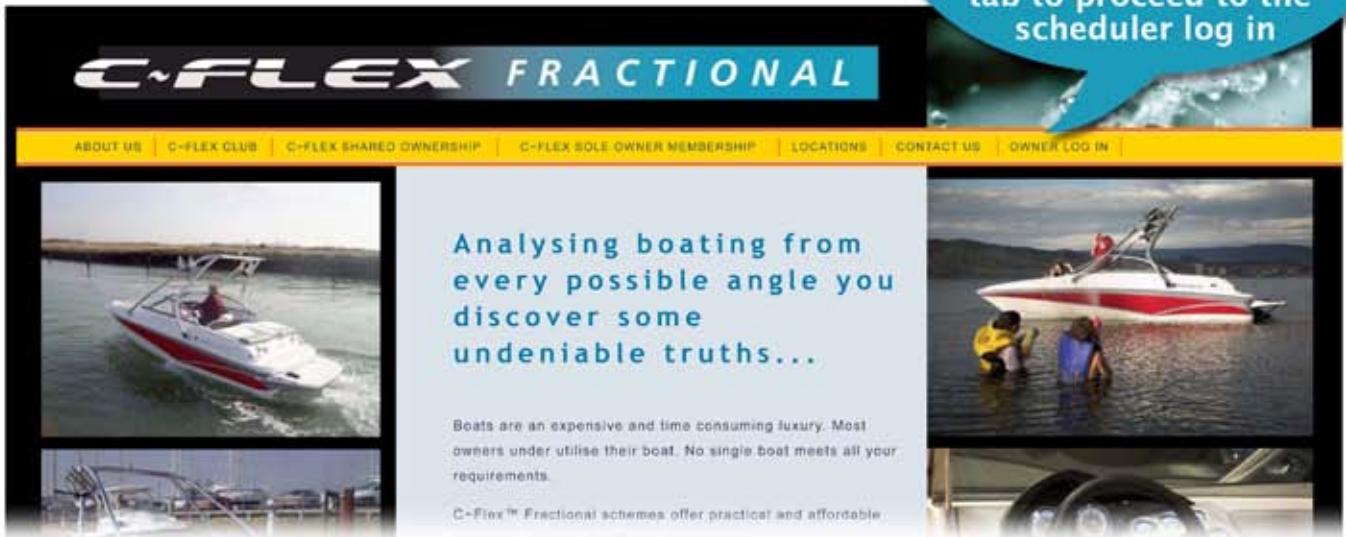 tab to proceed to the
scheduler log in
C~FLEX FRACTIONAL
ABOUT US | C~FLEX CLUB | C~FLEX SHARED OWNERSHIP | C~FLEX SOLE OWNER MEMBERSHIP | LOCATIONS | CONTACT US | OWNER LOG IN |
Analysing boating from
every possible angle you
discover some
undeniable truths...
Boats are an expensive and time consuming luxury. Most
owners under utilise their boat. No single boat meets all your
requirements.
C~Flex™ Fractional schemes offer practical and affordable